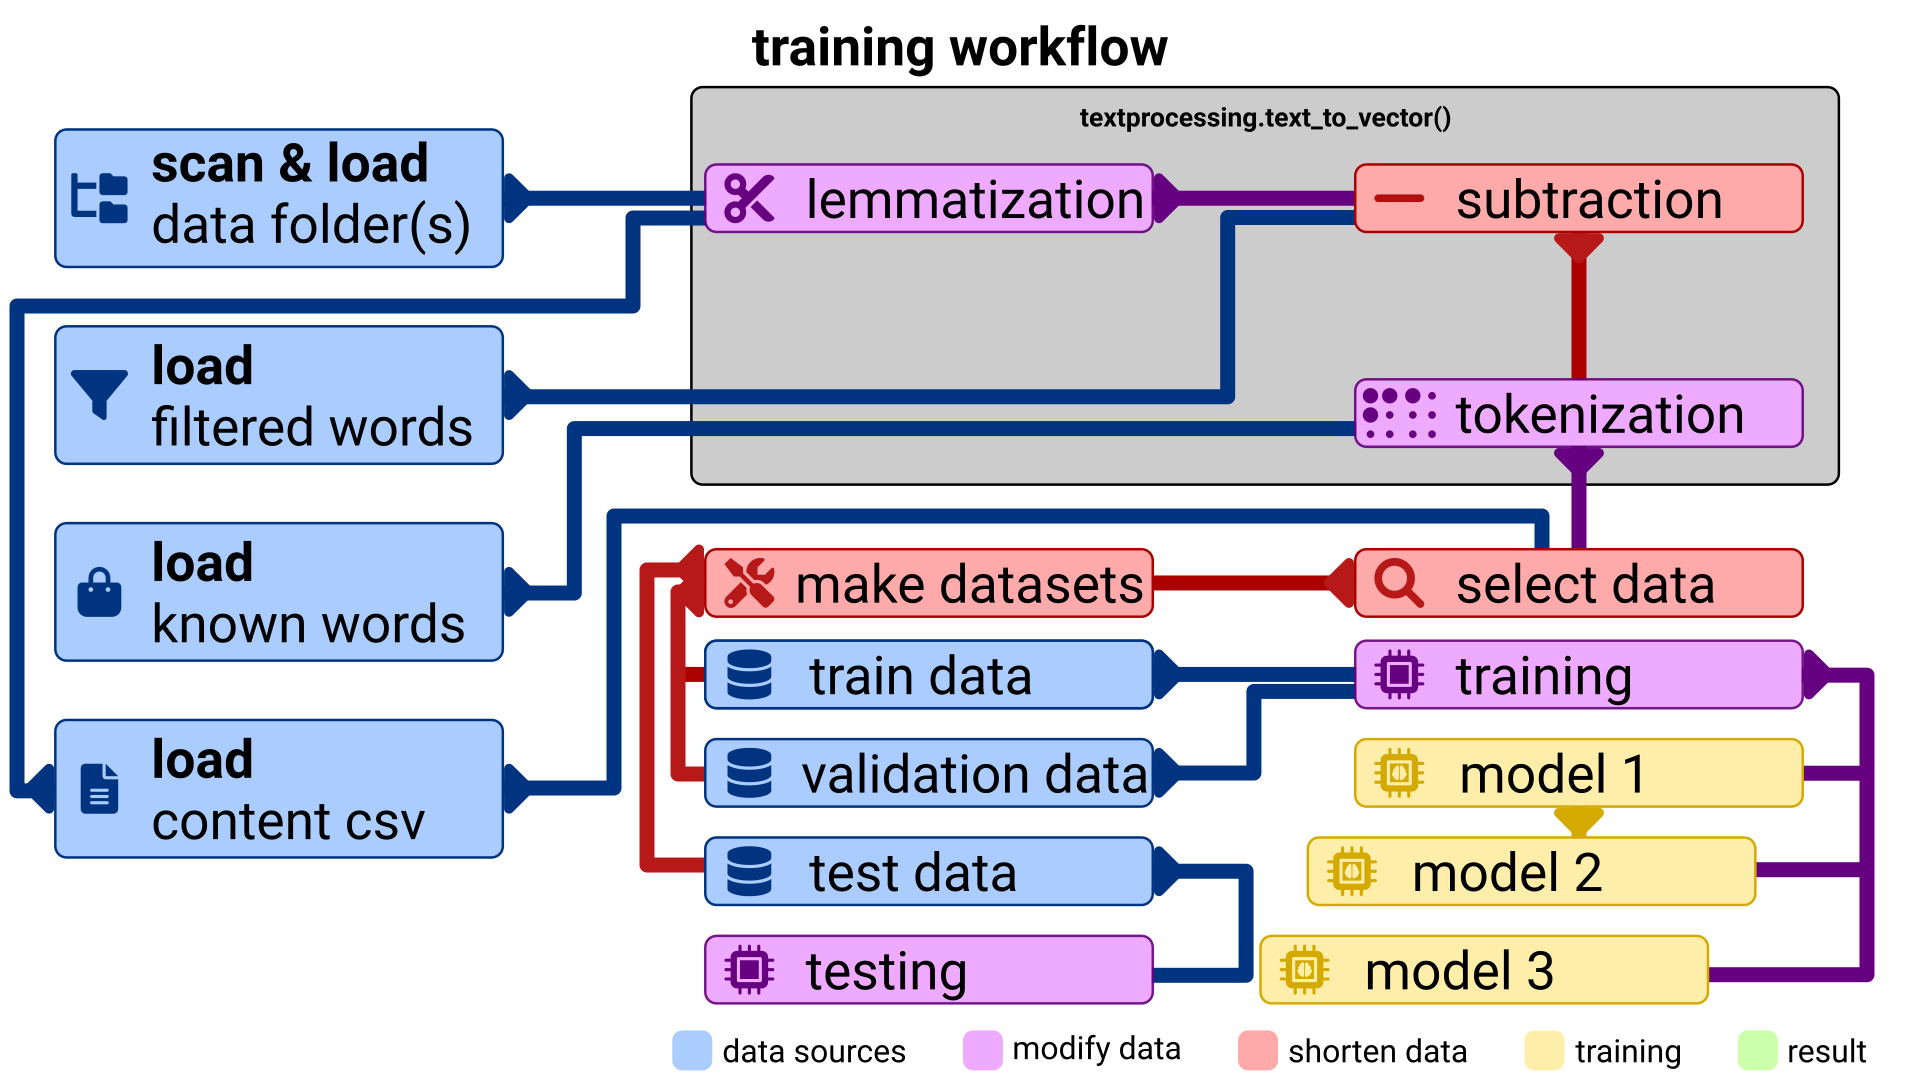 training workflow
textprocessing.text_to_vector()
scan & load
data folder(s)
lemmatization
subtraction
load
filtered words
tokenization
load
known words
make datasets
select data
train data
training
load
content csv
validation data
model 1
test data
model 2
testing
model 3
data sources
modify data
shorten data
training
result